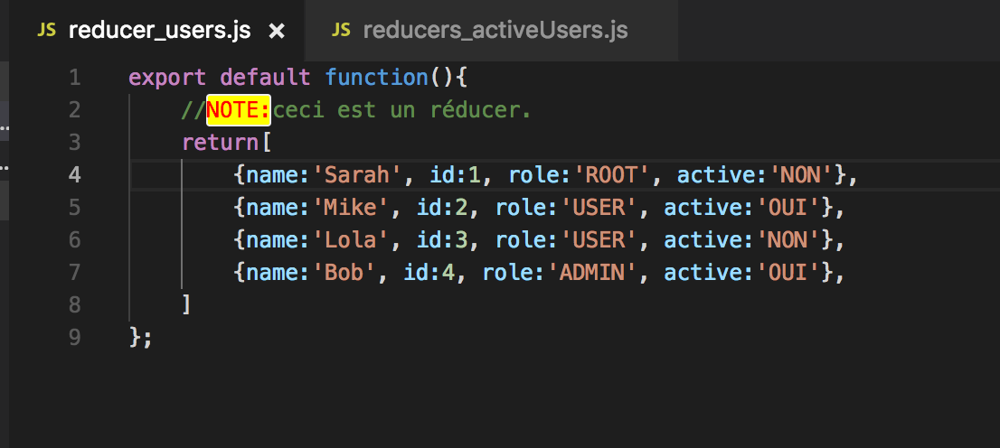 JS reducer_users.js × JS reducers_activeUsers.js
1 export default function(){
2 //NOTE:ceci est un réducer.
3 return[
4 {name:'Sarah', id:1, role:'ROOT', active:'NON'},
5 {name:'Mike', id:2, role:'USER', active:'OUI'},
6 {name:'Lola', id:3, role:'USER', active:'NON'},
7 {name:'Bob', id:4, role:'ADMIN', active:'OUI'},
8 ]
9 };